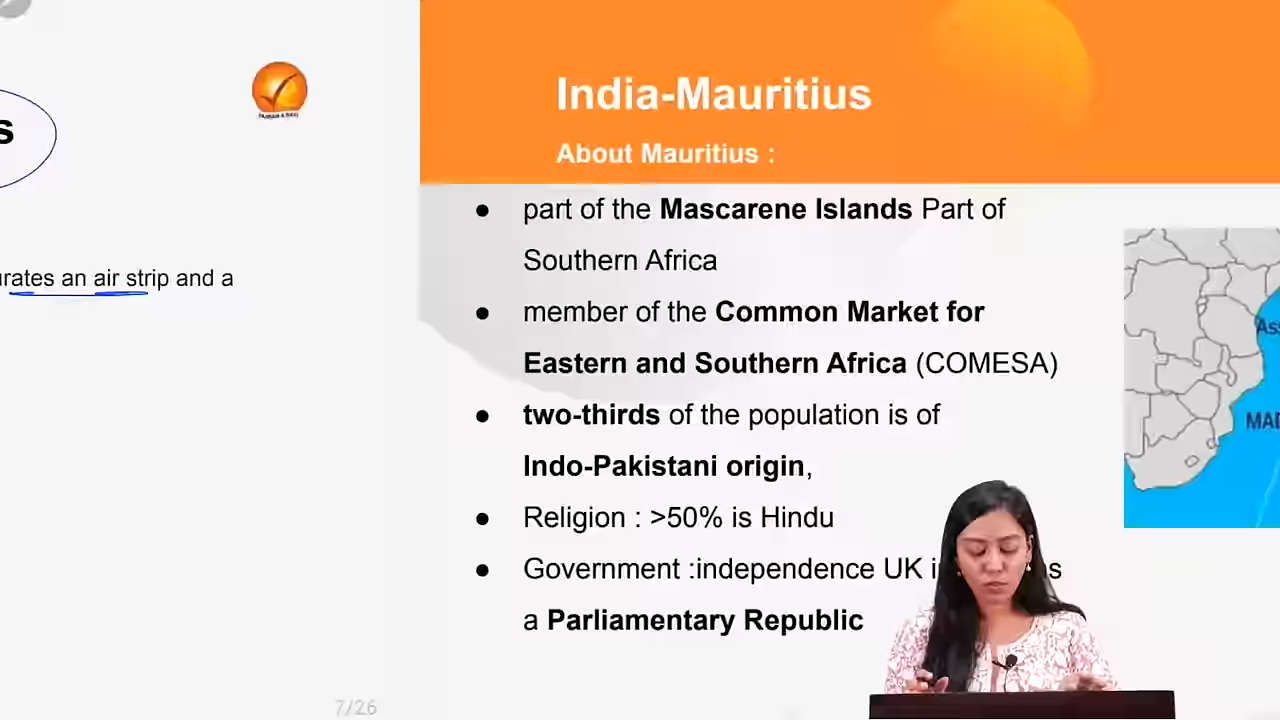 s
rates an air strip and a
7/26
India-Mauritius
About Mauritius :
● part of the Mascarene Islands Part of
Southern Africa
● member of the Common Market for
Eastern and Southern Africa (COMESA)
● two-thirds of the population is of
Indo-Pakistani origin,
● Religion : >50% is Hindu
● Government :independence UK
a Parliamentary Republic